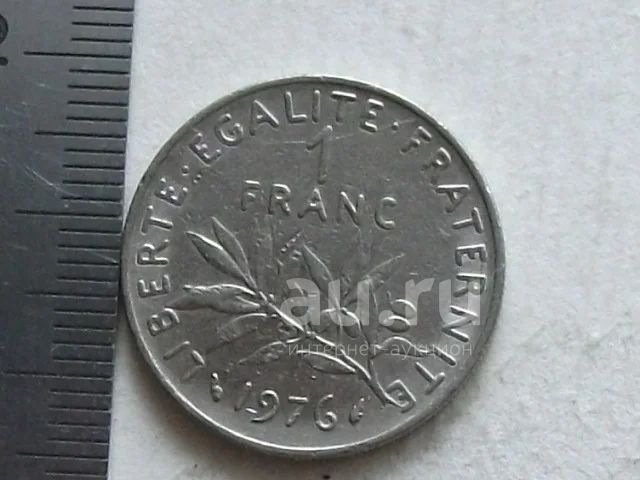 LIBERTE·EGALITE·FRATERNITE
1
FRANC
1976
au.ru
интернет-аукцион